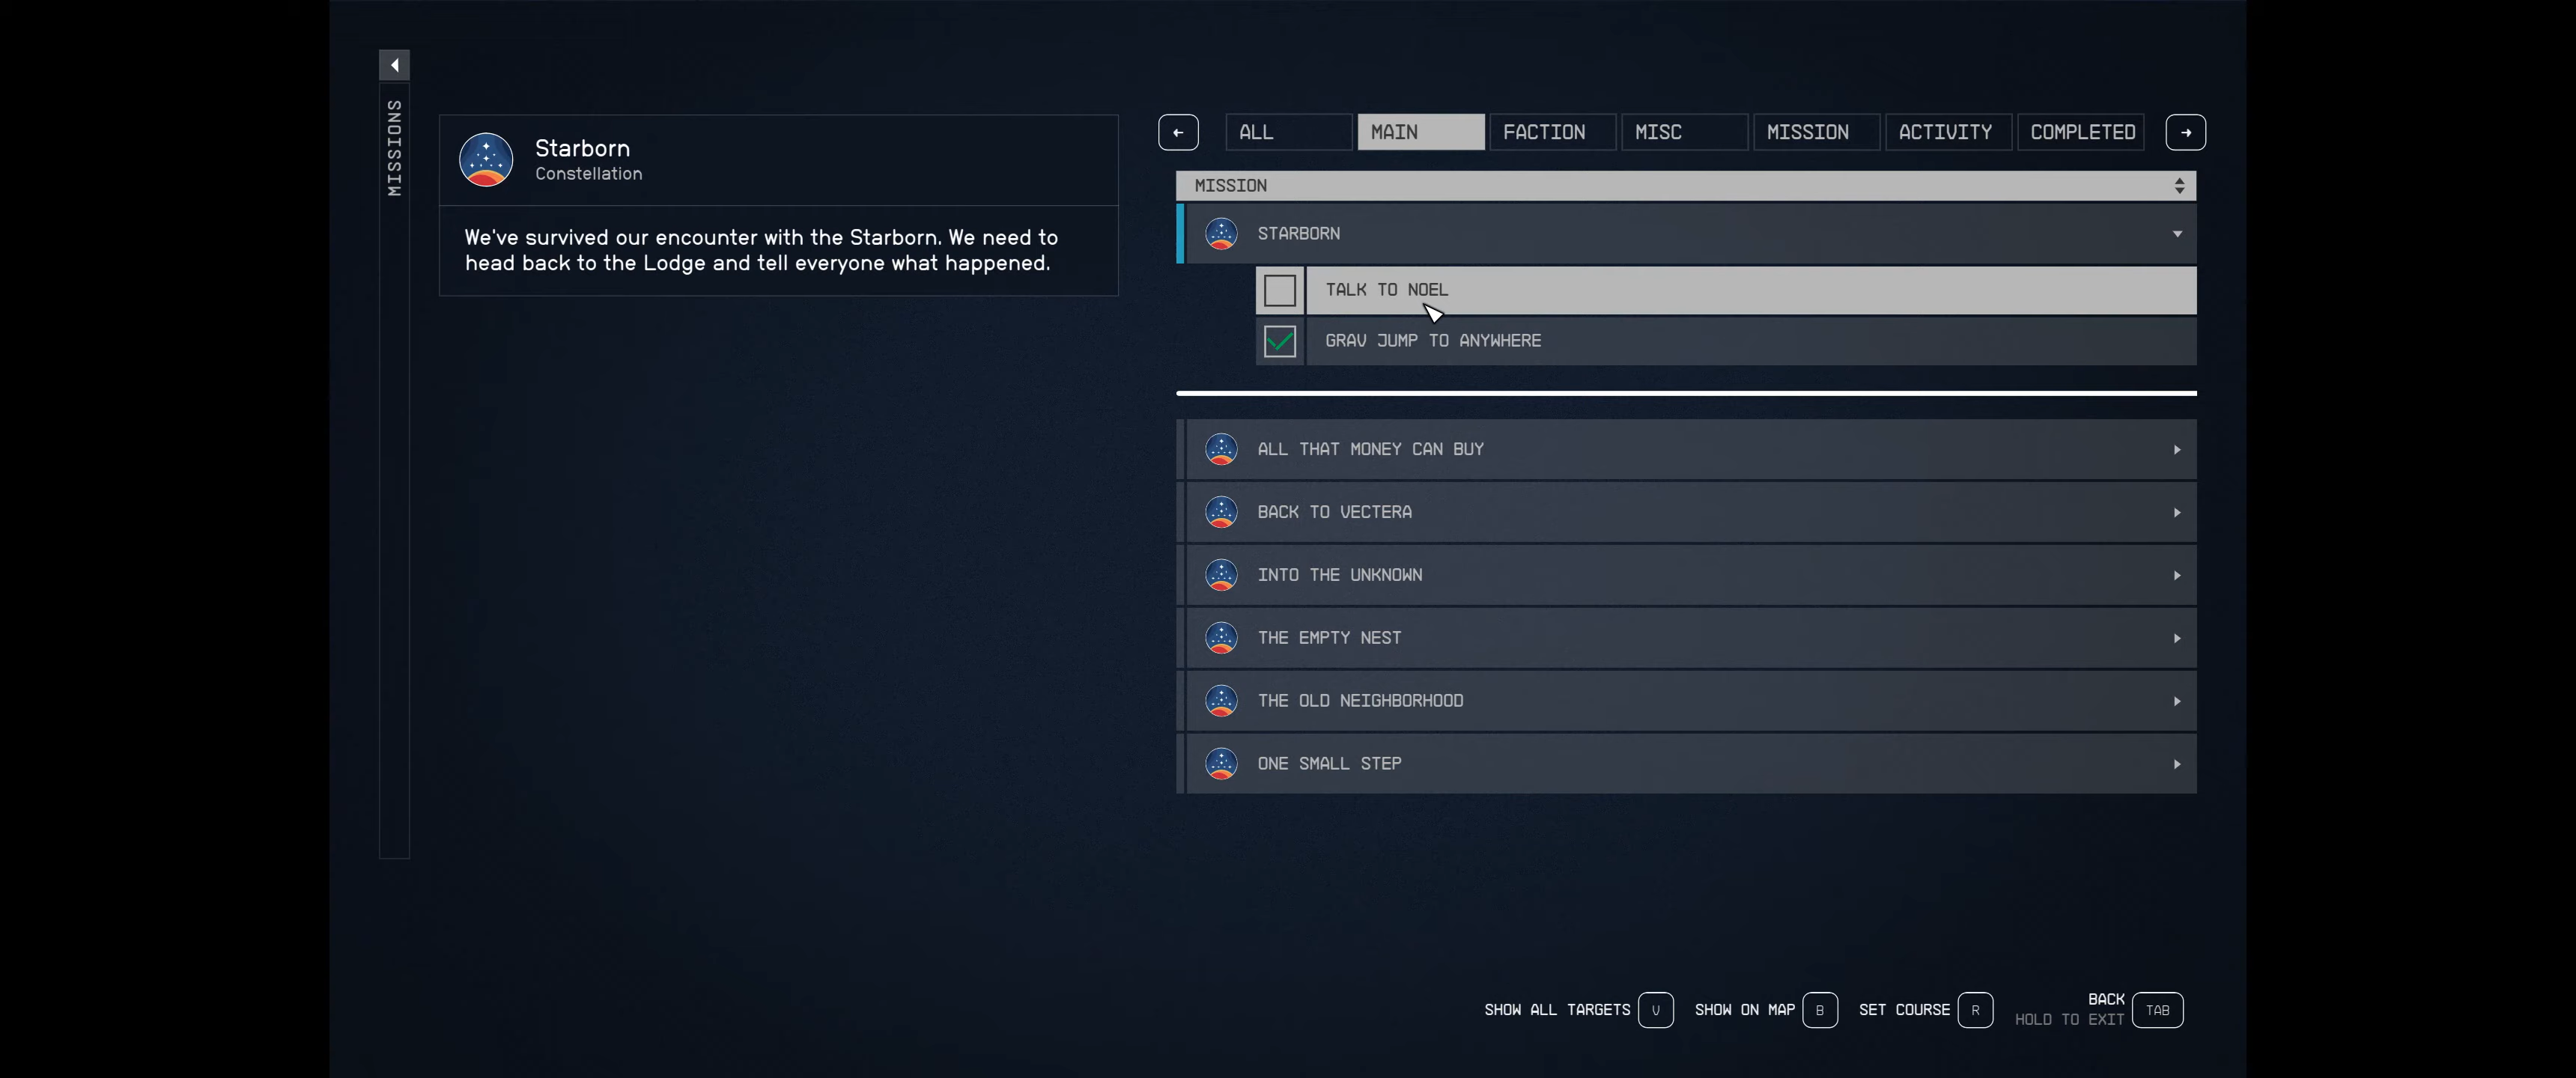 MISSIONS
Starborn
Constellation
We've survived our encounter with the Starborn. We need to
head back to the Lodge and tell everyone what happened.
ALL
MAIN
FACTION
MISC
MISSION
ACTIVITY
COMPLETED
MISSION
STARBORN
TALK TO NOEL
GRAV JUMP TO ANYWHERE
ALL THAT MONEY CAN BUY
BACK TO VECTERA
INTO THE UNKNOWN
THE EMPTY NEST
THE OLD NEIGHBORHOOD
ONE SMALL STEP
SHOW ALL TARGETS V
SHOW ON MAP B
SET COURSE R
BACK
HOLD TO EXIT
TAB